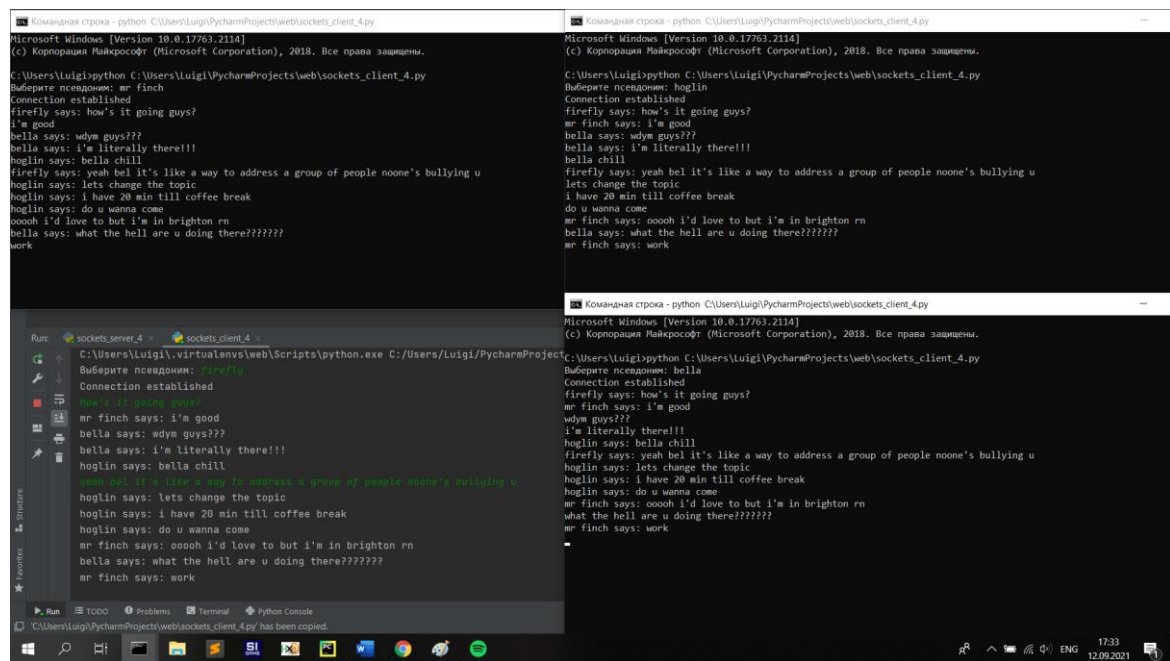 Командная строка - python C:\Users\Luigi\PycharmProjects\web\sockets_client_4.py
Microsoft Windows [Version 10.0.17763.2114]
(c) Корпорация Майкрософт (Microsoft Corporation), 2018. Все права защищены.
C:\Users\Luigi>python C:\Users\Luigi\PycharmProjects\web\sockets_client_4.py
Выберите псевдоним: mr finch
Connection established
firefly says: how's it going guys?
i'm good
bella says: wdym guys???
bella says: i'm literally there!!!
hoglin says: bella chill
firefly says: yeah bel it's like a way to address a group of people noone's bullying u
hoglin says: lets change the topic
hoglin says: i have 20 min till coffee break
hoglin says: do u wanna come
ooooh i'd love to but i'm in brighton rn
bella says: what the hell are u doing there???????
work
Командная строка - python C:\Users\Luigi\PycharmProjects\web\sockets_client_4.py
Microsoft Windows [Version 10.0.17763.2114]
(c) Корпорация Майкрософт (Microsoft Corporation), 2018. Все права защищены.
C:\Users\Luigi>python C:\Users\Luigi\PycharmProjects\web\sockets_client_4.py
Выберите псевдоним: hoglin
Connection established
firefly says: how's it going guys?
mr finch says: i'm good
bella says: wdym guys???
bella says: i'm literally there!!!
bella chill
firefly says: yeah bel it's like a way to address a group of people noone's bullying u
lets change the topic
i have 20 min till coffee break
do u wanna come
mr finch says: ooooh i'd love to but i'm in brighton rn
bella says: what the hell are u doing there???????
mr finch says: work
Run: sockets_server_4 sockets_client_4
C:\Users\Luigi\.virtualenvs\web\Scripts\python.exe C:/Users/Luigi/PycharmProject
Выберите псевдоним: firefly
Connection established
how's it going guys?
mr finch says: i'm good
bella says: wdym guys???
bella says: i'm literally there!!!
hoglin says: bella chill
yeah bel it's like a way to address a group of people noone's bullying u
hoglin says: lets change the topic
hoglin says: i have 20 min till coffee break
hoglin says: do u wanna come
mr finch says: ooooh i'd love to but i'm in brighton rn
bella says: what the hell are u doing there???????
mr finch says: work
Structure
Favorites
Run TODO Problems Terminal Python Console
'C:\Users\Luigi\PycharmProjects\web\sockets_client_4.py' has been copied.
Командная строка - python C:\Users\Luigi\PycharmProjects\web\sockets_client_4.py
Microsoft Windows [Version 10.0.17763.2114]
(c) Корпорация Майкрософт (Microsoft Corporation), 2018. Все права защищены.
C:\Users\Luigi>python C:\Users\Luigi\PycharmProjects\web\sockets_client_4.py
Выберите псевдоним: bella
Connection established
firefly says: how's it going guys?
mr finch says: i'm good
wdym guys???
i'm literally there!!!
hoglin says: bella chill
firefly says: yeah bel it's like a way to address a group of people noone's bullying u
hoglin says: lets change the topic
hoglin says: i have 20 min till coffee break
hoglin says: do u wanna come
mr finch says: ooooh i'd love to but i'm in brighton rn
what the hell are u doing there???????
mr finch says: work
SI
PC
ENG
17:33
12.09.2021